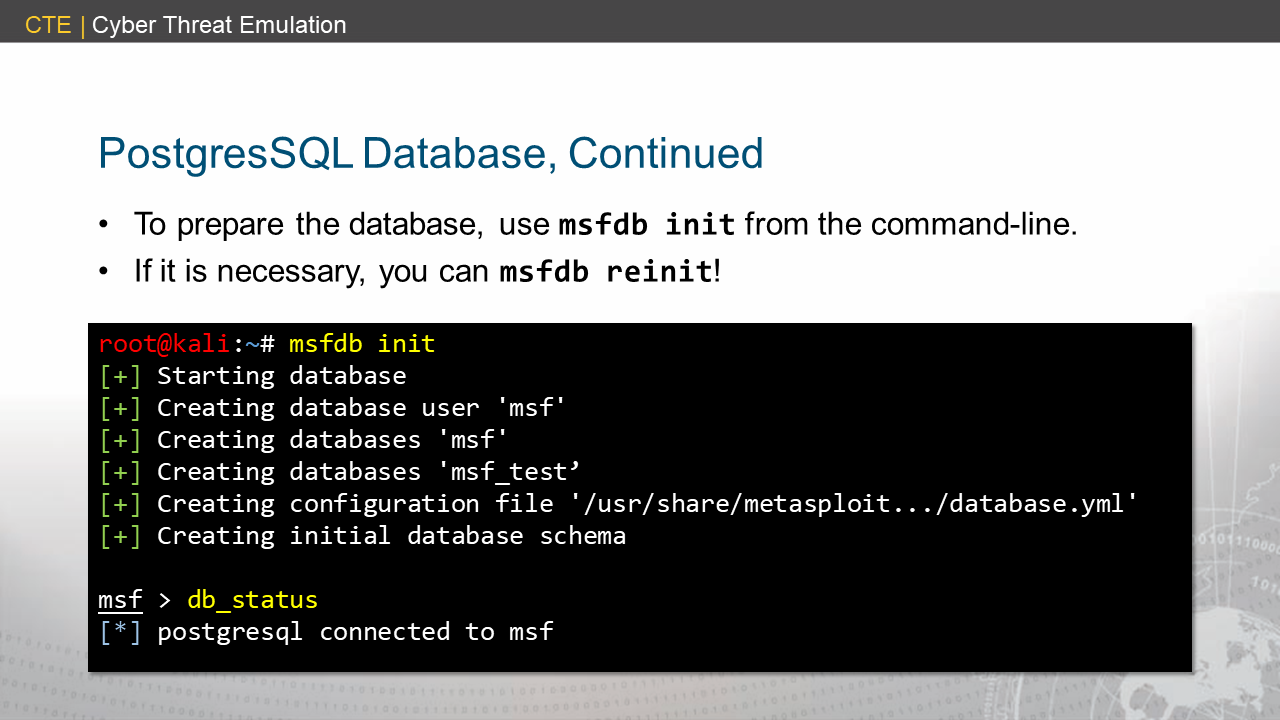 CTE | Cyber Threat Emulation
PostgresSQL Database, Continued
• To prepare the database, use msfdb init from the command-line.
• If it is necessary, you can msfdb reinit!
root@kali:~# msfdb init
[+] Starting database
[+] Creating database user 'msf'
[+] Creating databases 'msf'
[+] Creating databases 'msf_test’
[+] Creating configuration file '/usr/share/metasploit.../database.yml'
[+] Creating initial database schema
msf > db_status
[*] postgresql connected to msf